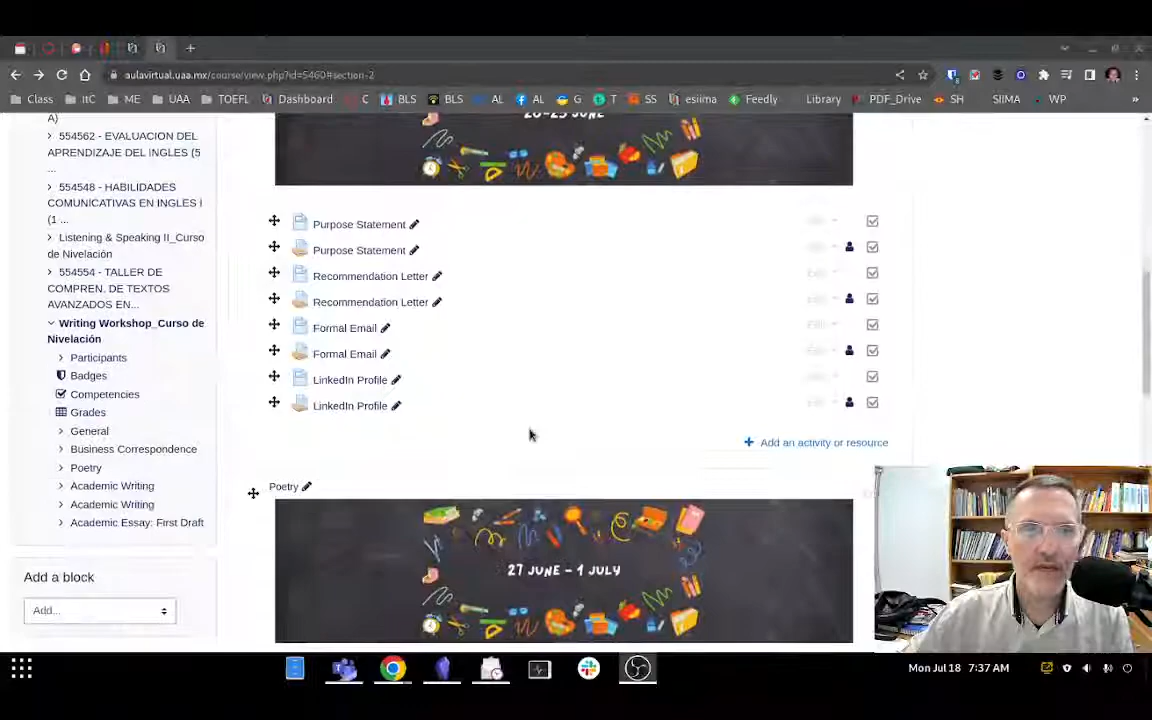 aulavirtual.uaa.mx/course/view.php?id=5460#section-2
Class
ItC
ME
UAA
TOEFL
Dashboard
C
BLS
BLS
AL
AL
G
T
SS
esiima
Feedly
Library
PDF_Drive
SH
SIIMA
WP
»
A)
554562 - EVALUACION DEL
APRENDIZAJE DEL INGLES (5
...
554548 - HABILIDADES
COMUNICATIVAS EN INGLES I
(1 ...
Listening & Speaking II_Curso
de Nivelación
554554 - TALLER DE
COMPREN. DE TEXTOS
AVANZADOS EN...
Writing Workshop_Curso de
Nivelación
Participants
Badges
Competencies
Grades
General
Business Correspondence
Poetry
Academic Writing
Academic Writing
Academic Essay: First Draft
Add a block
Add...
JUNE
Purpose Statement
Purpose Statement
Recommendation Letter
Recommendation Letter
Formal Email
Formal Email
LinkedIn Profile
LinkedIn Profile
+ Add an activity or resource
Poetry
27 JUNE - 1 JULY
Mon Jul 18 7:37 AM